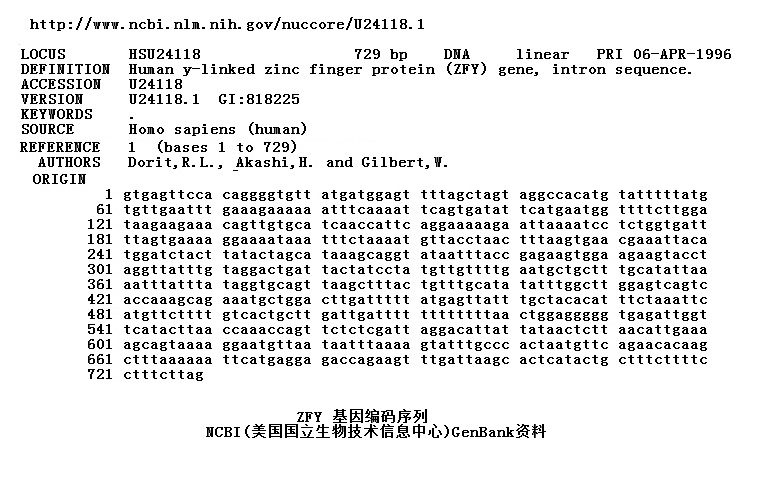 http://www.ncbi.nlm.nih.gov/nuccore/U24118.1
LOCUS HSU24118 729 bp DNA linear PRI 06-APR-1996
DEFINITION Human y-linked zinc finger protein (ZFY) gene, intron sequence.
ACCESSION U24118
VERSION U24118.1 GI:818225
KEYWORDS .
SOURCE Homo sapiens (human)
REFERENCE 1 (bases 1 to 729)
AUTHORS Dorit,R.L., Akashi,H. and Gilbert,W.
ORIGIN
1 gtgagttcca caggggtgtt atgatggagt tttagctagt aggccacatg tatttttatg
61 tgttgaattt gaaagaaaaa atttcaaaat tcagtgatat tcatgaatgg ttttcttgga
121 taagaagaaa cagttgtgca tcaaccattc aggaaaaaga attaaaatcc tctggtgatt
181 ttagtgaaaa ggaaaataaa tttctaaaat gttacctaac tttaagtgaa cgaaattaca
241 tggatctact tatactagca taaagcaggt ataatttacc gagaagtgga agaagtacct
301 aggttatttg taggactgat tactatccta tgttgttttg aatgctgctt tgcatattaa
361 aatttattta taggtgcagt taagctttac tgtttgcata tatttggctt ggagtcagtc
421 accaaagcag aaatgctgga cttgattttt atgagttatt tgctacacat ttctaaattc
481 atgttctttt gtcactgctt gattgatttt tttttttttaa ctggaggggg tgagattggt
541 tcatacttaa ccaaaccagt tctctcgatt aggacattat tataactctt aacattgaaa
601 agcagtaaaa ggaatgttaa taatttaaaa gtatttgccc actaatgttc agaacacaag
661 ctttaaaaaa ttcatgagga gaccagaagt ttgattaagc actcatactg gctttcttttc
721 ctttcttag
ZFY 基因编码序列
NCBI(美国国立生物技术信息中心)GenBank资料